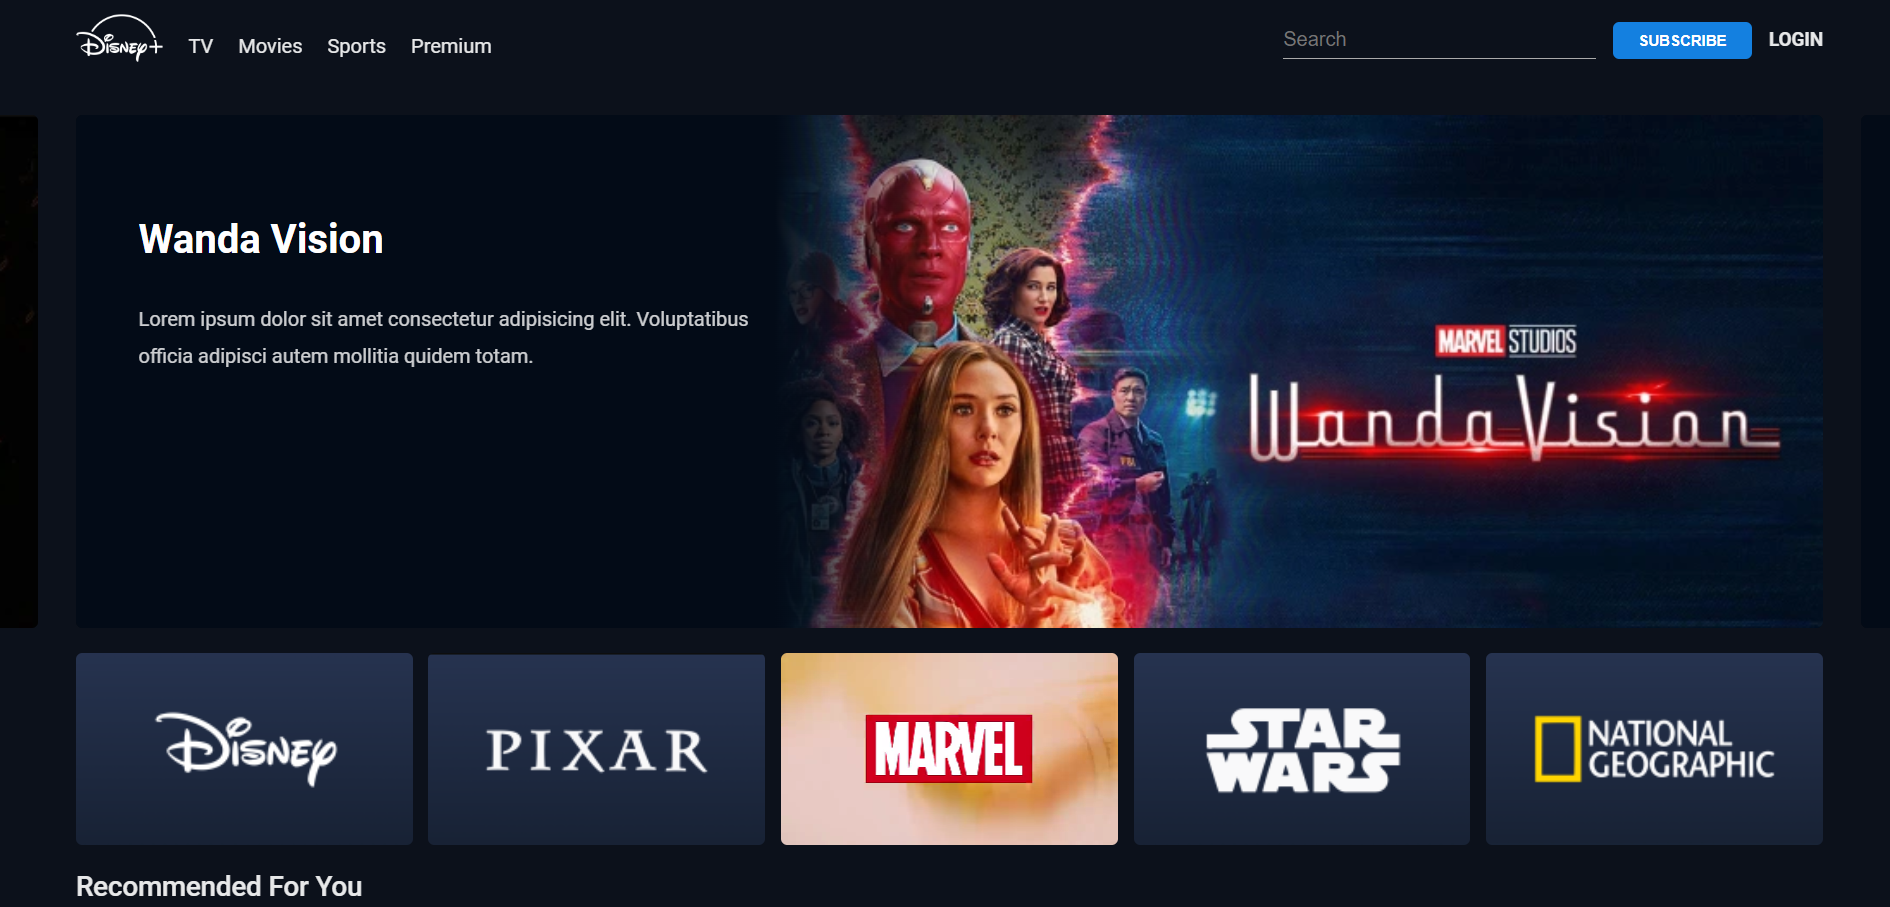 Disney+
TV Movies Sports Premium
Search
SUBSCRIBE
LOGIN
Wanda Vision
Lorem ipsum dolor sit amet consectetur adipisicing elit. Voluptatibus
officia adipisci autem mollitia quidem totam.
FBI
MARVEL STUDIOS
WandaVision
Disney
PIXAR
MARVEL
STAR
WARS
NATIONAL
GEOGRAPHIC
Recommended For You